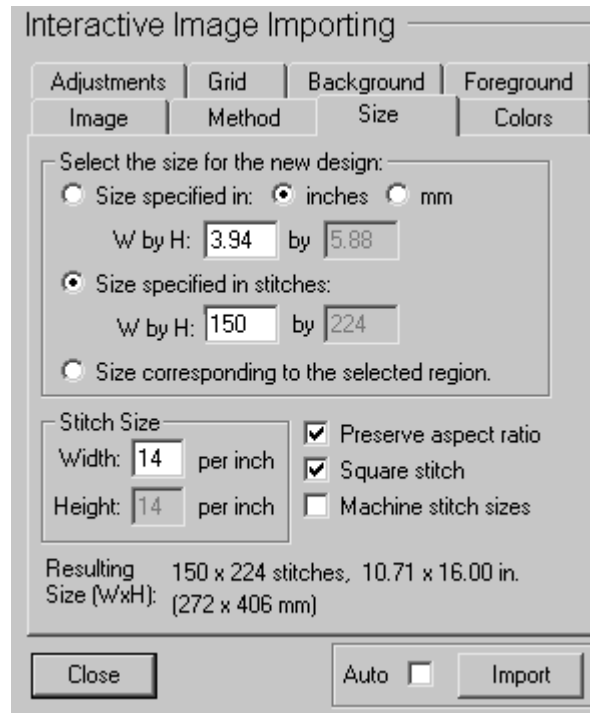 Interactive Image Importing
Adjustments Grid Background Foreground
Image Method Size Colors
Select the size for the new design:
Size specified in: inches mm
W by H: 3.94 by 5.88
Size specified in stitches:
W by H: 150 by 224
Size corresponding to the selected region.
Stitch Size
Width: 14 per inch
Height: 14 per inch
Preserve aspect ratio
Square stitch
Machine stitch sizes
Resulting Size (WxH):
150 x 224 stitches, 10.71 x 16.00 in.
(272 x 406 mm)
Close Auto Import